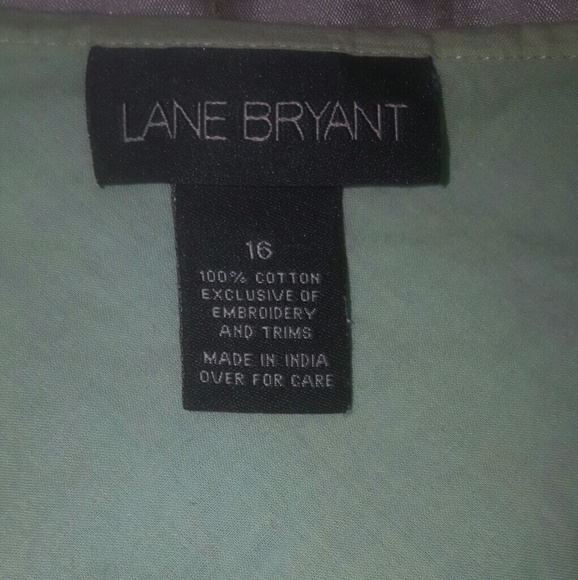 LANE BRYANT
16
100% COTTON
EXCLUSIVE OF
EMBROIDERY
AND TRIMS
MADE IN INDIA
OVER FOR CARE